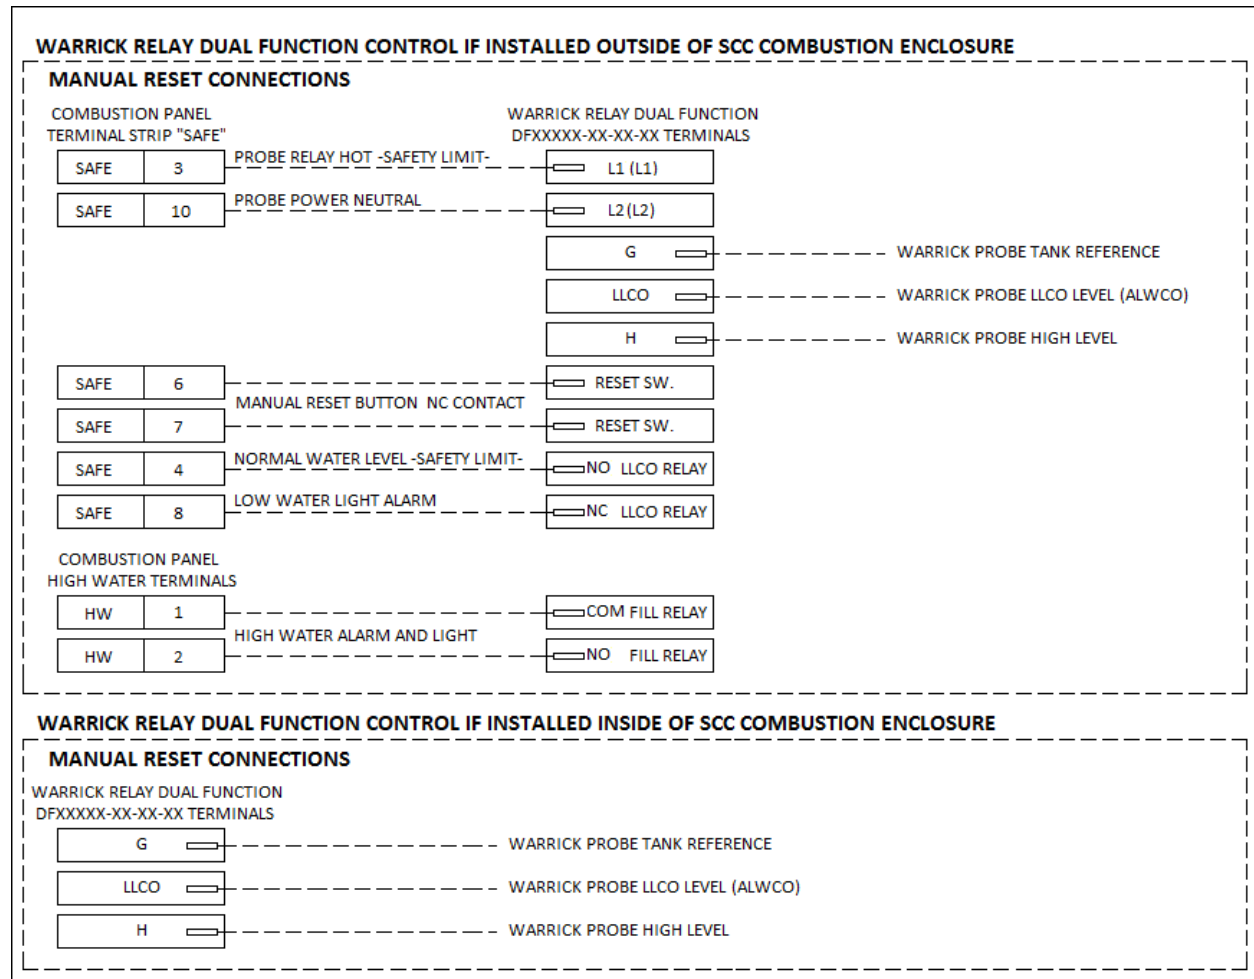 WARRICK RELAY DUAL FUNCTION CONTROL IF INSTALLED OUTSIDE OF SCC COMBUSTION ENCLOSURE
MANUAL RESET CONNECTIONS
COMBUSTION PANEL
TERMINAL STRIP "SAFE"
WARRICK RELAY DUAL FUNCTION
DFXXXXX-XX-XX-XX TERMINALS
SAFE 3 PROBE RELAY HOT -SAFETY LIMIT- L1 (L1)
SAFE 10 PROBE POWER NEUTRAL L2(L2)
G WARRICK PROBE TANK REFERENCE
LLCO WARRICK PROBE LLCO LEVEL (ALWCO)
H WARRICK PROBE HIGH LEVEL
SAFE 6 RESET SW.
MANUAL RESET BUTTON NC CONTACT
SAFE 7 RESET SW.
SAFE 4 NORMAL WATER LEVEL -SAFETY LIMIT- NO LLCO RELAY
SAFE 8 LOW WATER LIGHT ALARM NC LLCO RELAY
COMBUSTION PANEL
HIGH WATER TERMINALS
HW 1 COM FILL RELAY
HIGH WATER ALARM AND LIGHT
HW 2 NO FILL RELAY
WARRICK RELAY DUAL FUNCTION CONTROL IF INSTALLED INSIDE OF SCC COMBUSTION ENCLOSURE
MANUAL RESET CONNECTIONS
WARRICK RELAY DUAL FUNCTION
DFXXXXX-XX-XX-XX TERMINALS
G WARRICK PROBE TANK REFERENCE
LLCO WARRICK PROBE LLCO LEVEL (ALWCO)
H WARRICK PROBE HIGH LEVEL